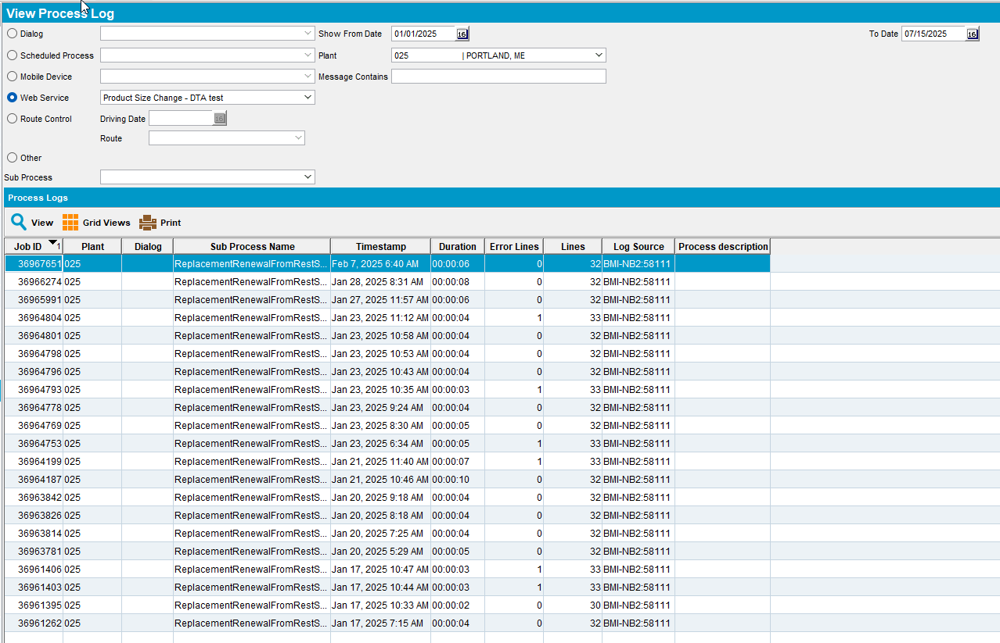 View Process Log
Dialog Show From Date 01/01/2025 16 To Date 07/15/2025 16
Scheduled Process Plant 025 | PORTLAND, ME
Mobile Device Message Contains
Web Service Product Size Change - DTA test
Route Control Driving Date 16
Route
Other
Sub Process
Process Logs
View Grid Views Print
Job ID 1 Plant Dialog Sub Process Name Timestamp Duration Error Lines Lines Log Source Process description
36967651 025 ReplacementRenewalFromRestS... Feb 7, 2025 6:40 AM 00:00:06 0 32 BMI-NB2:58111
36966274 025 ReplacementRenewalFromRestS... Jan 28, 2025 8:31 AM 00:00:08 0 32 BMI-NB2:58111
36965991 025 ReplacementRenewalFromRestS... Jan 27, 2025 11:57 AM 00:00:06 0 32 BMI-NB2:58111
36964804 025 ReplacementRenewalFromRestS... Jan 23, 2025 11:12 AM 00:00:04 1 33 BMI-NB2:58111
36964801 025 ReplacementRenewalFromRestS... Jan 23, 2025 10:58 AM 00:00:04 0 32 BMI-NB2:58111
36964798 025 ReplacementRenewalFromRestS... Jan 23, 2025 10:53 AM 00:00:04 0 32 BMI-NB2:58111
36964796 025 ReplacementRenewalFromRestS... Jan 23, 2025 10:43 AM 00:00:04 0 32 BMI-NB2:58111
36964793 025 ReplacementRenewalFromRestS... Jan 23, 2025 10:35 AM 00:00:03 1 33 BMI-NB2:58111
36964778 025 ReplacementRenewalFromRestS... Jan 23, 2025 9:24 AM 00:00:04 0 32 BMI-NB2:58111
36964769 025 ReplacementRenewalFromRestS... Jan 23, 2025 8:30 AM 00:00:05 0 32 BMI-NB2:58111
36964753 025 ReplacementRenewalFromRestS... Jan 23, 2025 6:34 AM 00:00:05 1 33 BMI-NB2:58111
36964199 025 ReplacementRenewalFromRestS... Jan 21, 2025 11:40 AM 00:00:07 1 33 BMI-NB2:58111
36964187 025 ReplacementRenewalFromRestS... Jan 21, 2025 10:46 AM 00:00:10 0 32 BMI-NB2:58111
36963842 025 ReplacementRenewalFromRestS... Jan 20, 2025 9:18 AM 00:00:04 0 32 BMI-NB2:58111
36963826 025 ReplacementRenewalFromRestS... Jan 20, 2025 8:18 AM 00:00:04 0 32 BMI-NB2:58111
36963814 025 ReplacementRenewalFromRestS... Jan 20, 2025 7:25 AM 00:00:04 0 32 BMI-NB2:58111
36963781 025 ReplacementRenewalFromRestS... Jan 20, 2025 5:29 AM 00:00:05 0 32 BMI-NB2:58111
36961406 025 ReplacementRenewalFromRestS... Jan 17, 2025 10:47 AM 00:00:03 1 33 BMI-NB2:58111
36961403 025 ReplacementRenewalFromRestS... Jan 17, 2025 10:44 AM 00:00:03 1 33 BMI-NB2:58111
36961395 025 ReplacementRenewalFromRestS... Jan 17, 2025 10:33 AM 00:00:02 0 30 BMI-NB2:58111
36961262 025 ReplacementRenewalFromRestS... Jan 17, 2025 7:15 AM 00:00:04 0 32 BMI-NB2:58111